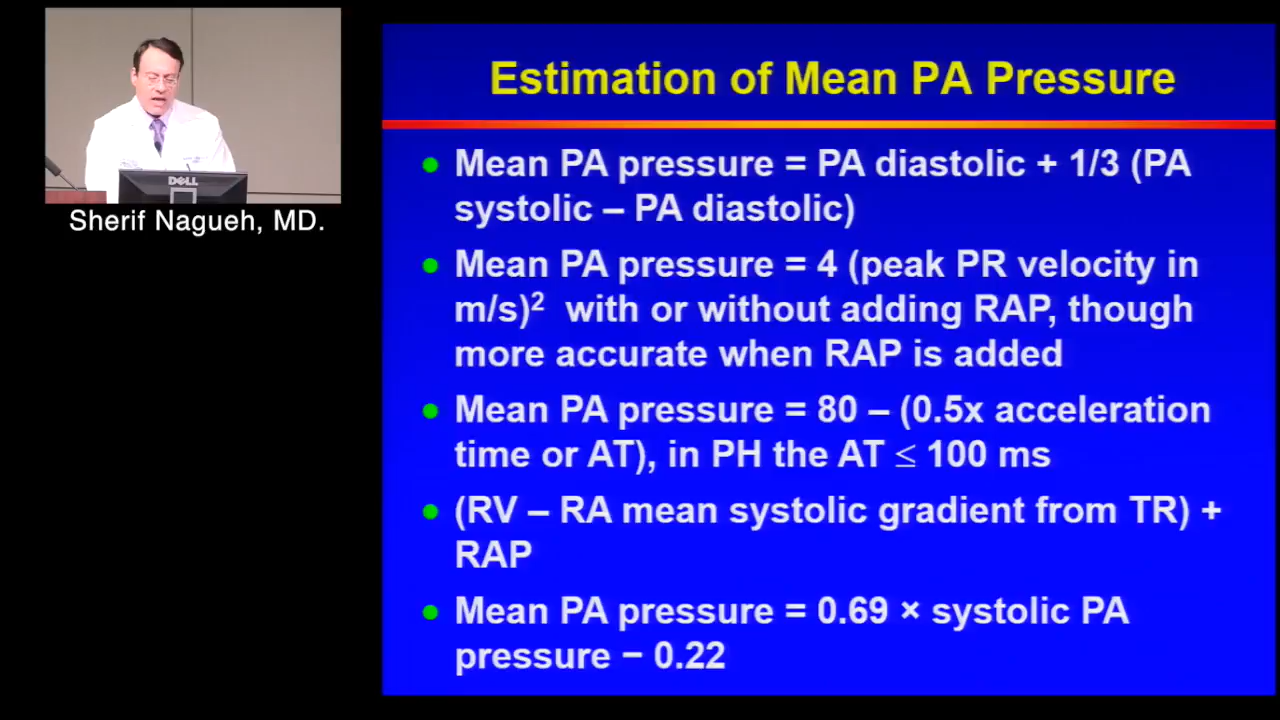 Estimation of Mean PA Pressure
Mean PA pressure = PA diastolic + 1/3 (PA
systolic – PA diastolic)
Mean PA pressure = 4 (peak PR velocity in
m/s)² with or without adding RAP, though
more accurate when RAP is added
Mean PA pressure = 80 – (0.5x acceleration
time or AT), in PH the AT ≤ 100 ms
(RV – RA mean systolic gradient from TR) +
RAP
Mean PA pressure = 0.69 × systolic PA
pressure − 0.22
DELL
Sherif Nagueh, MD.